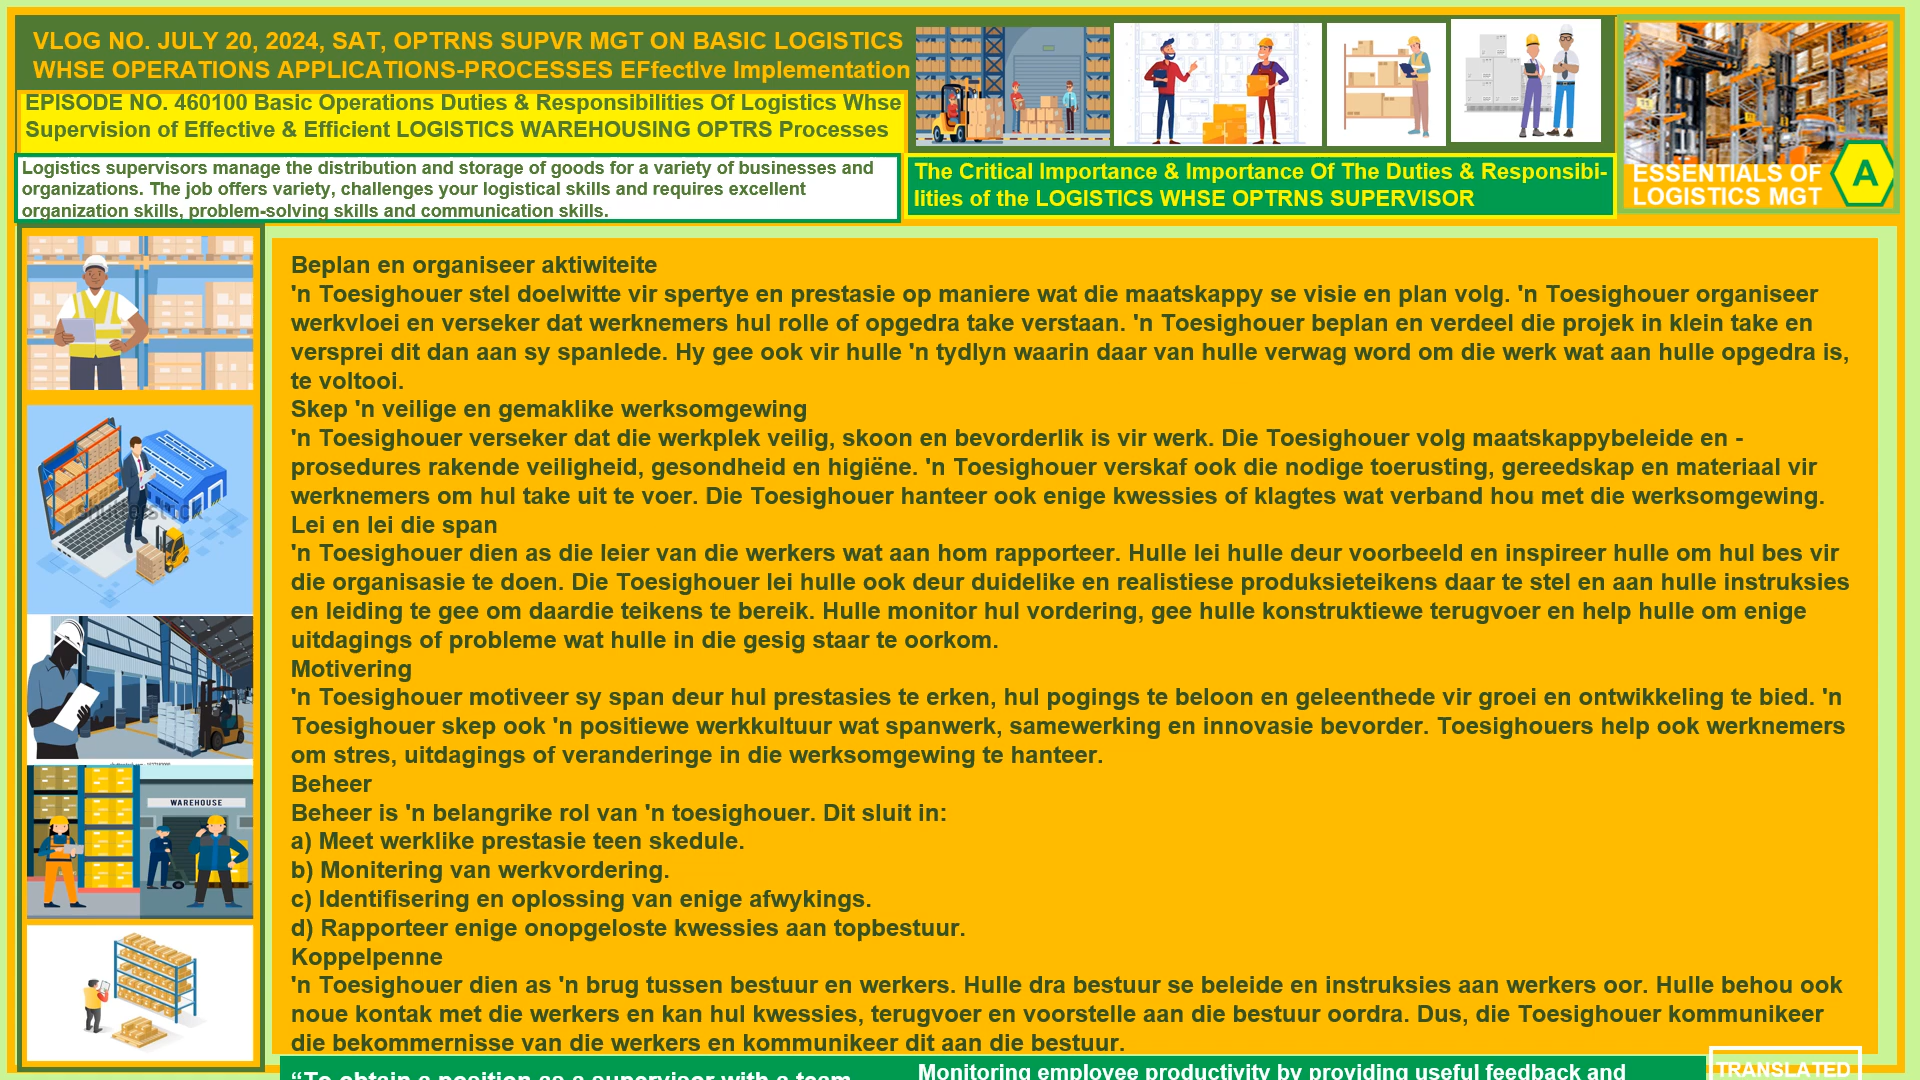 VLOG NO. JULY 20, 2024, SAT, OPTRNS SUPVR MGT ON BASIC LOGISTICS
WHSE OPERATIONS APPLICATIONS-PROCESSES EFfectIve Implementation
EPISODE NO. 460100 Basic Operations Duties & Responsibilities Of Logistics Whse
Supervision of Effective & Efficient LOGISTICS WAREHOUSING OPTRS Processes
Logistics supervisors manage the distribution and storage of goods for a variety of businesses and
organizations. The job offers variety, challenges your logistical skills and requires excellent
organization skills, problem-solving skills and communication skills.
The Critical Importance & Importance Of The Duties & Responsibi-
lities of the LOGISTICS WHSE OPTRNS SUPERVISOR
ESSENTIALS OF
LOGISTICS MGT
A
Beplan en organiseer aktiwiteite
'n Toesighouer stel doelwitte vir spertye en prestasie op maniere wat die maatskappy se visie en plan volg. 'n Toesighouer organiseer
werkvloei en verseker dat werknemers hul rolle of opgedra take verstaan. 'n Toesighouer beplan en verdeel die projek in klein take en
versprei dit dan aan sy spanlede. Hy gee ook vir hulle 'n tydlyn waarin daar van hulle verwag word om die werk wat aan hulle opgedra is,
te voltooi.
Skep 'n veilige en gemaklike werksomgewing
'n Toesighouer verseker dat die werkplek veilig, skoon en bevorderlik is vir werk. Die Toesighouer volg maatskappybeleide en -
prosedures rakende veiligheid, gesondheid en higiëne. 'n Toesighouer verskaf ook die nodige toerusting, gereedskap en materiaal vir
werknemers om hul take uit te voer. Die Toesighouer hanteer ook enige kwessies of klagtes wat verband hou met die werksomgewing.
Lei en lei die span
'n Toesighouer dien as die leier van die werkers wat aan hom rapporteer. Hulle lei hulle deur voorbeeld en inspireer hulle om hul bes vir
die organisasie te doen. Die Toesighouer lei hulle ook deur duidelike en realistiese produksieteikens daar te stel en aan hulle instruksies
en leiding te gee om daardie teikens te bereik. Hulle monitor hul vordering, gee hulle konstruktiewe terugvoer en help hulle om enige
uitdagings of probleme wat hulle in die gesig staar te oorkom.
Motivering
'n Toesighouer motiveer sy span deur hul prestasies te erken, hul pogings te beloon en geleenthede vir groei en ontwikkeling te bied. 'n
Toesighouer skep ook 'n positiewe werkkultuur wat spanwerk, samewerking en innovasie bevorder. Toesighouers help ook werknemers
om stres, uitdagings of veranderinge in die werksomgewing te hanteer.
Beheer
Beheer is 'n belangrike rol van 'n toesighouer. Dit sluit in:
a) Meet werklike prestasie teen skedule.
b) Monitering van werkvordering.
c) Identifisering en oplossing van enige afwykings.
d) Rapporteer enige onopgeloste kwessies aan topbestuur.
Koppelpenne
'n Toesighouer dien as 'n brug tussen bestuur en werkers. Hulle dra bestuur se beleide en instruksies aan werkers oor. Hulle behou ook
noue kontak met die werkers en kan hul kwessies, terugvoer en voorstelle aan die bestuur oordra. Dus, die Toesighouer kommunikeer
die bekommernisse van die werkers en kommunikeer dit aan die bestuur.
WAREHOUSE
"To obtain a position as a supervisor with a team
Monitoring employee productivity by providing useful feedback and
TRANSLATED